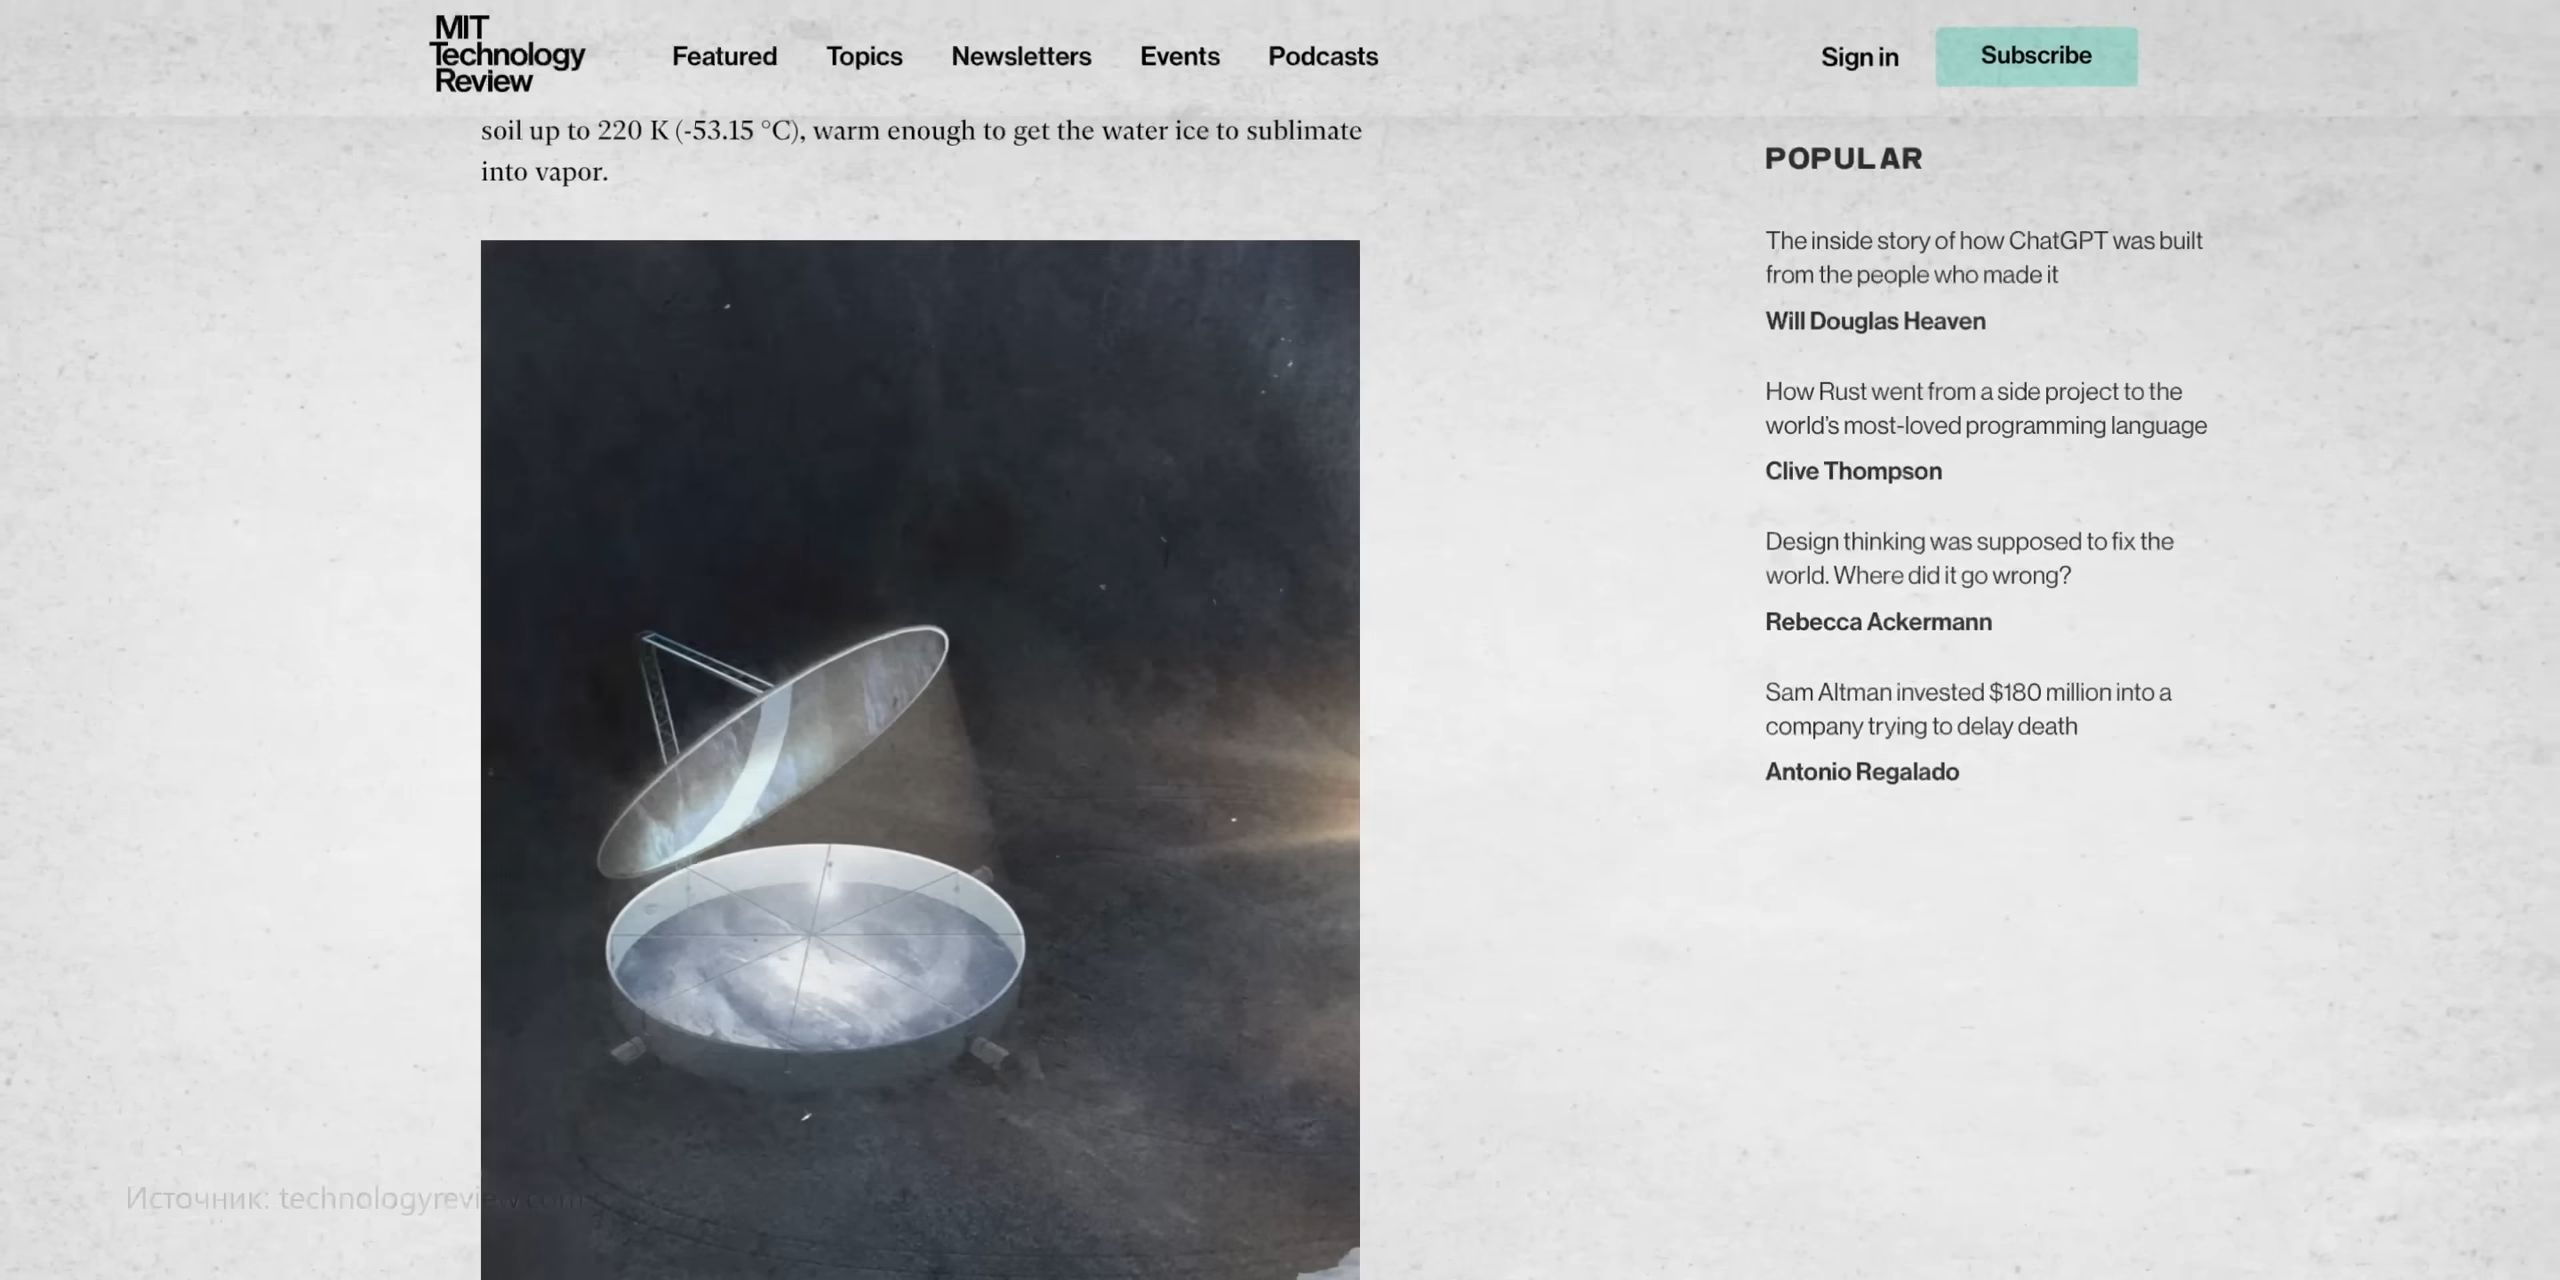 MIT
Technology
Review
Featured
Topics
Newsletters
Events
Podcasts
Sign in
Subscribe
soil up to 220 K (-53.15 °C), warm enough to get the water ice to sublimate
into vapor.
POPULAR
The inside story of how ChatGPT was built
from the people who made it
Will Douglas Heaven
How Rust went from a side project to the
world's most-loved programming language
Clive Thompson
Design thinking was supposed to fix the
world. Where did it go wrong?
Rebecca Ackermann
Sam Altman invested $180 million into a
company trying to delay death
Antonio Regalado
Источник: technologyreview.com